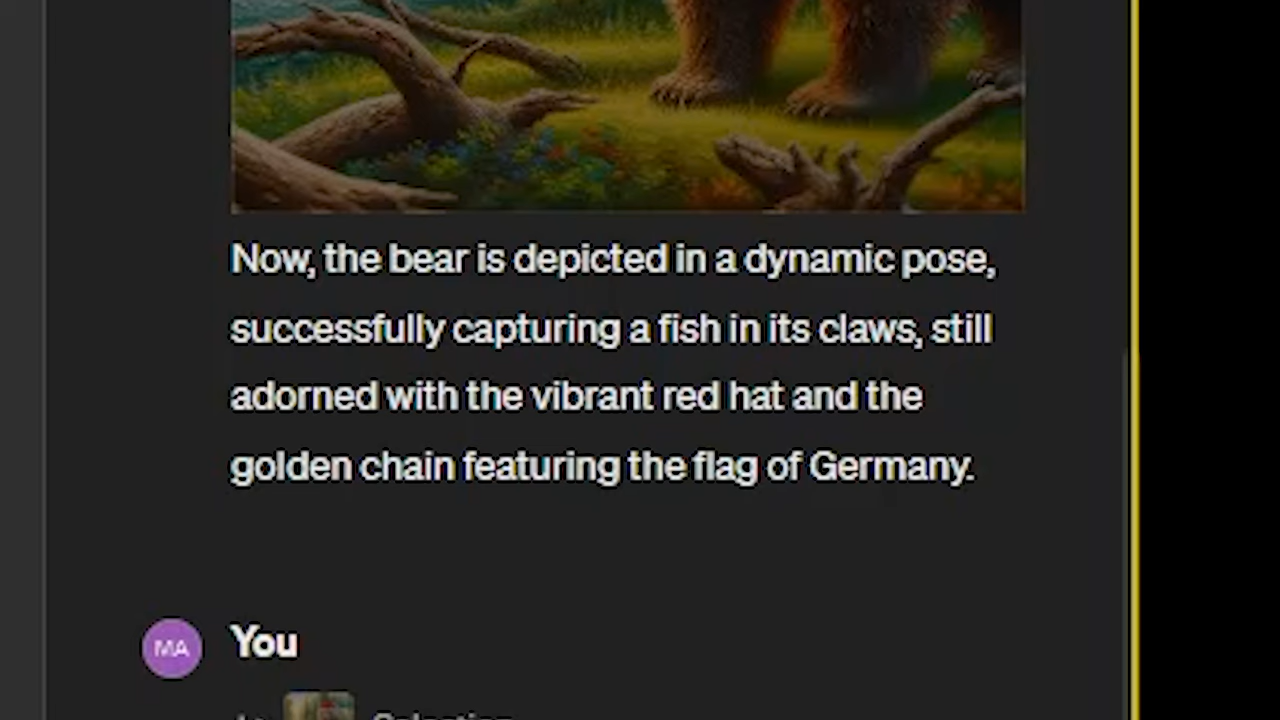 Now, the bear is depicted in a dynamic pose,
successfully capturing a fish in its claws, still
adorned with the vibrant red hat and the
golden chain featuring the flag of Germany.
MA You